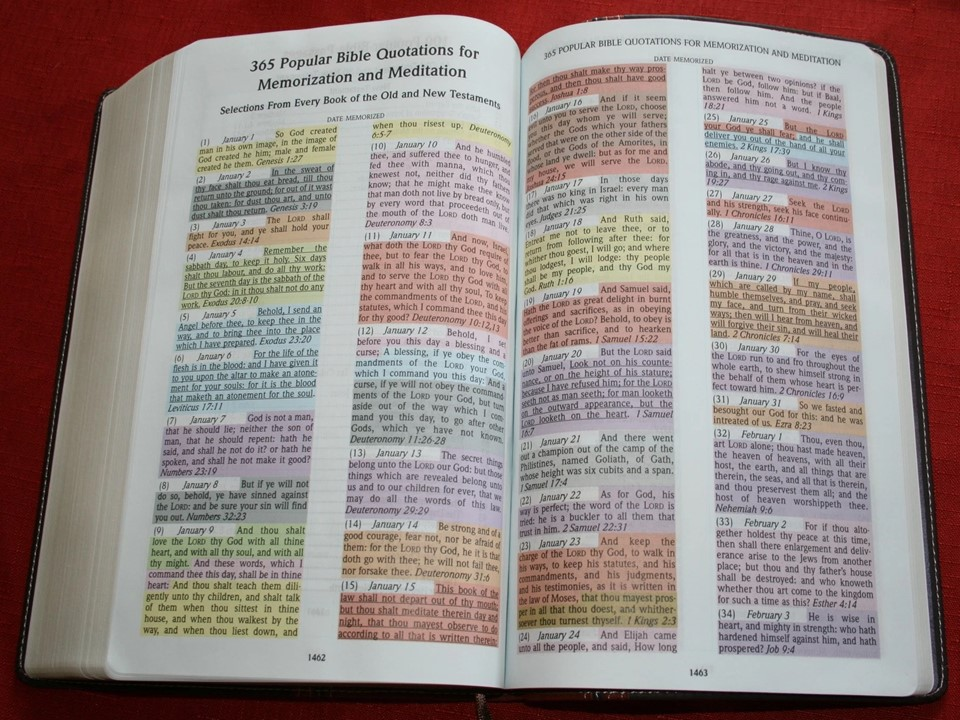 365 Popular Bible Quotations for
Memorization and Meditation
Selections From Every Book of the Old and New Testaments
DATE MEMORIZED
(1) January 1 So God created
man in his own image, in the image of
God created he him; male and female
created he them. Genesis 1:27
(2) January 2 In the sweat of
thy face shalt thou eat bread, till thou
return unto the ground; for out of it wast
thou taken: for dust thou art, and unto
dust shalt thou return. Genesis 3:19
(3) January 3 The LORD shall
fight for you, and ye shall hold your
peace. Exodus 14:14
(4) January 4 Remember the
sabbath day, to keep it holy. Six days
shalt thou labour, and do all thy work:
But the seventh day is the sabbath of the
LORD thy God: in it thou shalt not do any
work. Exodus 20:8-10
(5) January 5 Behold, I send an
Angel before thee, to keep thee in the
way, and to bring thee into the place
which I have prepared. Exodus 23:20
(6) January 6 For the life of the
flesh is in the blood: and I have given it
to you upon the altar to make an atone-
ment for your souls: for it is the blood
that maketh an atonement for the soul.
Leviticus 17:11
(7) January 7 God is not a man,
that he should lie; neither the son of
man, that he should repent: hath he
said, and shall he not do it? or hath he
spoken, and shall he not make it good?
Numbers 23:19
(8) January 8 But if ye will not
do so, behold, ye have sinned against
the LORD: and be sure your sin will find
you out. Numbers 32:23
(9) January 9 And thou shalt
love the LORD thy God with all thine
heart, and with all thy soul, and with all
thy might. And these words, which I
command thee this day, shall be in thine
heart: And thou shalt teach them dili-
gently unto thy children, and shalt talk
of them when thou sittest in thine
house, and when thou walkest by the
way, and when thou liest down, and
when thou risest up. Deuteronomy
6:5-7
(10) January 10 And he humbled
thee, and suffered thee to hunger, and
fed thee with manna, which thou
knewest not, neither did thy fathers
know; that he might make thee know
that man doth not live by bread only, but
by every word that proceedeth out of
the mouth of the LORD doth man live.
Deuteronomy 8:3
(11) January 11 And now, Israel,
what doth the LORD thy God require of
thee, but to fear the LORD thy God, to
walk in all his ways, and to love him,
and to serve the LORD thy God with all
thy heart and with all thy soul, To keep
the commandments of the LORD, and his
statutes, which I command thee this day
for thy good? Deuteronomy 10:12,13
(12) January 12 Behold, I set
before you this day a blessing and a
curse; A blessing, if ye obey the com-
mandments of the LORD your God,
which I command you this day: And a
curse, if ye will not obey the command-
ments of the LORD your God, but turn
aside out of the way which I com-
mand you this day, to go after other
Gods, which ye have not known.
Deuteronomy 11:26-28
(13) January 13 The secret things
belong unto the LORD our God: but those
things which are revealed belong unto
us and to our children for ever, that we
may do all the words of this law.
Deuteronomy 29:29
(14) January 14 Be strong and of a
good courage, fear not, nor be afraid of
them: for the LORD thy God, he it is that
doth go with thee; he will not fail thee,
nor forsake thee. Deuteronomy 31:6
(15) January 15 This book of the
law shall not depart out of thy mouth;
but thou shalt meditate therein day and
night, that thou mayest observe to do
according to all that is written therein:
1462
365 POPULAR BIBLE QUOTATIONS FOR MEMORIZATION AND MEDITATION
DATE MEMORIZED
thou shalt make thy way pros-
and then thou shalt have good
success. Joshua 1:8
January 16 And if it seem
unto you to serve the LORD, choose
this day whom ye will serve;
the Gods which your fathers
that were on the other side of the
or the Gods of the Amorites, in
land ye dwell: but as for me and
my house, we will serve the LORD.
Joshua 24:15
(17) January 17 In those days
there was no king in Israel: every man
did that which was right in his own
eyes. Judges 21:25
(18) January 18 And Ruth said,
Entreat me not to leave thee, or to
return from following after thee: for
whither thou goest, I will go; and where
thou lodgest, I will lodge: thy people
shall be my people, and thy God my
God. Ruth 1:16
(19) January 19 And Samuel said,
Hath the LORD as great delight in burnt
offerings and sacrifices, as in obeying
the voice of the LORD? Behold, to obey is
better than sacrifice, and to hearken
than the fat of rams. 1 Samuel 15:22
(20) January 20 But the LORD said
unto Samuel, Look not on his counte-
nance, or on the height of his stature;
because I have refused him: for the LORD
seeth not as man seeth; for man looketh
on the outward appearance, but the
LORD looketh on the heart. 1 Samuel
16:7
(21) January 21 And there went
out a champion out of the camp of the
Philistines, named Goliath, of Gath,
whose height was six cubits and a span.
1 Samuel 17:4
(22) January 22 As for God, his
way is perfect; the word of the LORD is
tried: he is a buckler to all them that
trust in him. 2 Samuel 22:31
(23) January 23 And keep the
charge of the LORD thy God, to walk in
his ways, to keep his statutes, and his
commandments, and his judgments,
and his testimonies, as it is written in
the law of Moses, that thou mayest pros-
per in all that thou doest, and whither-
soever thou turnest thyself. 1 Kings 2:3
(24) January 24 And Elijah came
unto all the people, and said, How long
halt ye between two opinions? if the
LORD be God, follow him: but if Baal,
then follow him. And the people
answered him not a word. 1 Kings
18:21
(25) January 25 But the LORD
your God ye shall fear; and he shall
deliver you out of the hand of all your
enemies. 2 Kings 17:39
(26) January 26 But I know thy
abode, and thy going out, and thy com-
ing in, and thy rage against me. 2 Kings
19:27
(27) January 27 Seek the LORD
and his strength, seek his face continu-
ally. 1 Chronicles 16:11
(28) January 28 Thine, O LORD, is
the greatness, and the power, and the
glory, and the victory, and the majesty:
for all that is in the heaven and in the
earth is thine. 1 Chronicles 29:11
(29) January 29 If my people,
which are called by my name, shall
humble themselves, and pray, and seek
my face, and turn from their wicked
ways; then will I hear from heaven, and
will forgive their sin, and will heal their
land. 2 Chronicles 7:14
(30) January 30 For the eyes of
the LORD run to and fro throughout the
whole earth, to shew himself strong in
the behalf of them whose heart is per-
fect toward him. 2 Chronicles 16:9
(31) January 31 So we fasted and
besought our God for this: and he was
intreated of us. Ezra 8:23
(32) February 1 Thou, even thou,
art LORD alone; thou hast made heaven,
the heaven of heavens, with all their
host, the earth, and all things that are
therein, the seas, and all that is therein,
and thou preservest them all; and the
host of heaven worshippeth thee.
Nehemiah 9:6
(33) February 2 For if thou alto-
gether holdest thy peace at this time,
then shall there enlargement and deliv-
erance arise to the Jews from another
place; but thou and thy father's house
shall be destroyed: and who knoweth
whether thou art come to the kingdom
for such a time as this? Esther 4:14
(34) February 3 He is wise in
heart, and mighty in strength: who hath
hardened himself against him, and hath
prospered? Job 9:4
1463